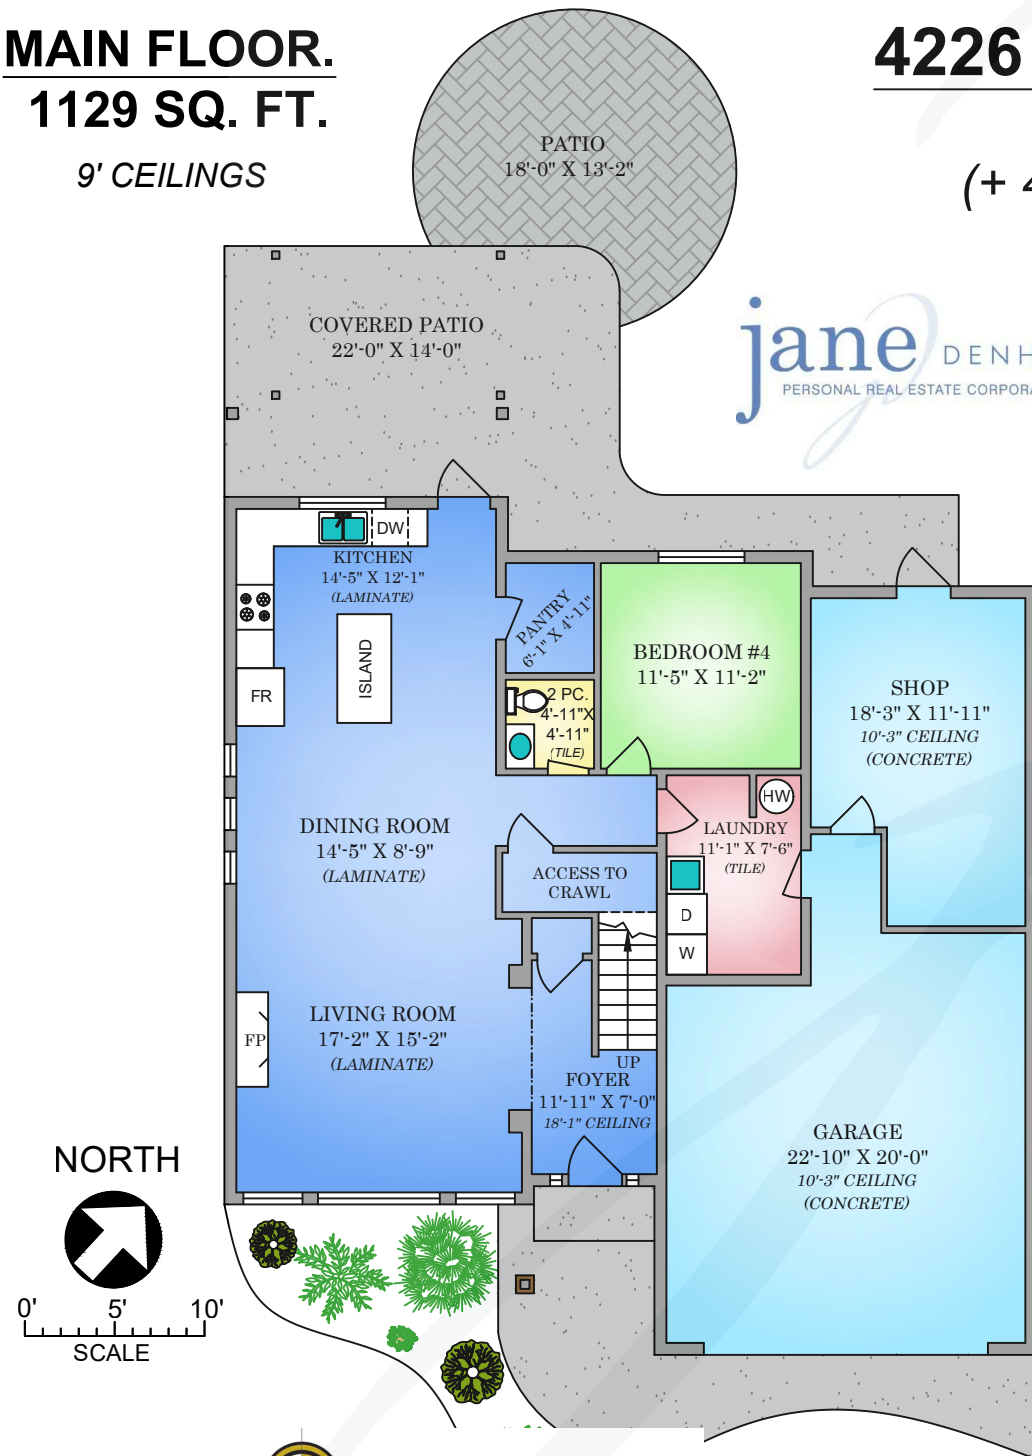 MAIN FLOOR.
1129 SQ. FT.
9' CEILINGS
4226
(+ 4
PATIO
18'-0" X 13'-2"
jane DENH
PERSONAL REAL ESTATE CORPORA
COVERED PATIO
22'-0" X 14'-0"
DW
KITCHEN
14'-5" X 12'-1"
(LAMINATE)
ISLAND
FR
PANTRY
6'-1" X 4'-11"
2 PC.
4'-11"X
4'-11"
(TILE)
BEDROOM #4
11'-5" X 11'-2"
SHOP
18'-3" X 11'-11"
10'-3" CEILING
(CONCRETE)
HW
LAUNDRY
11'-1" X 7'-6"
(TILE)
D
W
DINING ROOM
14'-5" X 8'-9"
(LAMINATE)
ACCESS TO
CRAWL
LIVING ROOM
17'-2" X 15'-2"
(LAMINATE)
FP
UP
FOYER
11'-11" X 7'-0"
18'-1" CEILING
GARAGE
22'-10" X 20'-0"
10'-3" CEILING
(CONCRETE)
NORTH
0' 5' 10'
SCALE